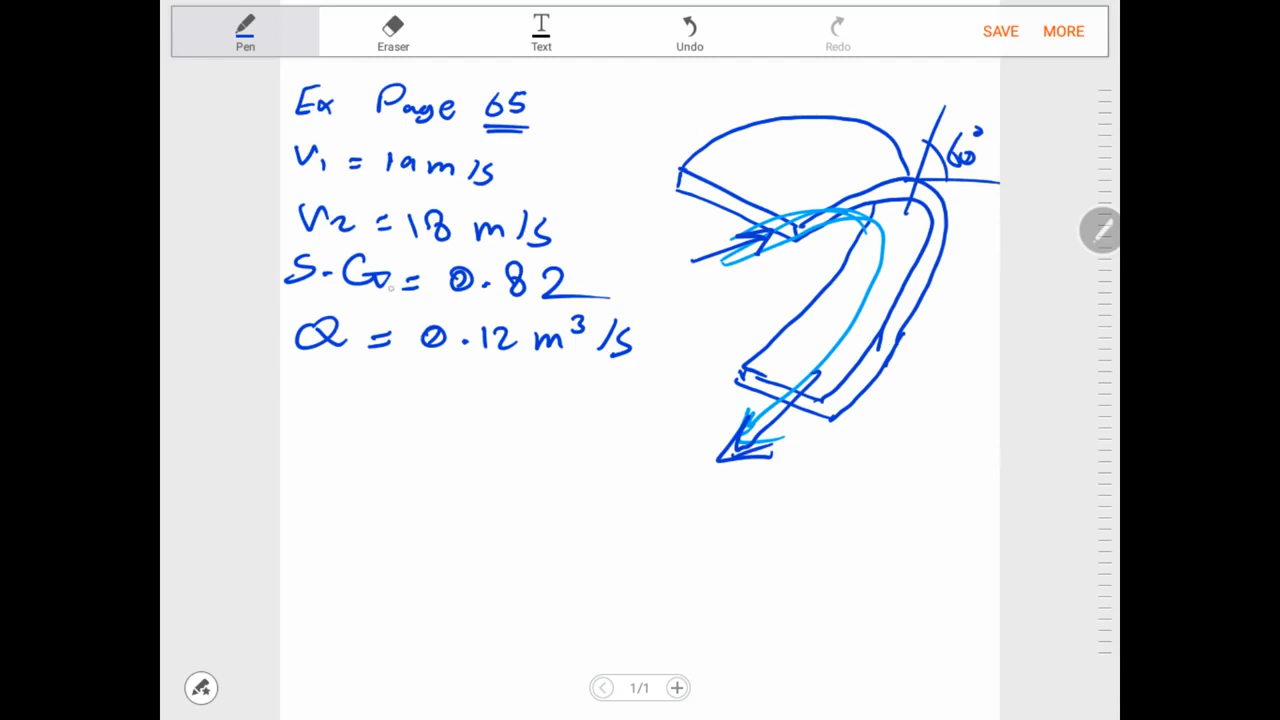 Pen
Eraser
Text
Undo
Redo
SAVE
MORE
Ex Page 65
V₁ = 19 m/s
V₂ = 18 m/s
S.G. = 0.82
Q = 0.12 m³/s
60°
1/1